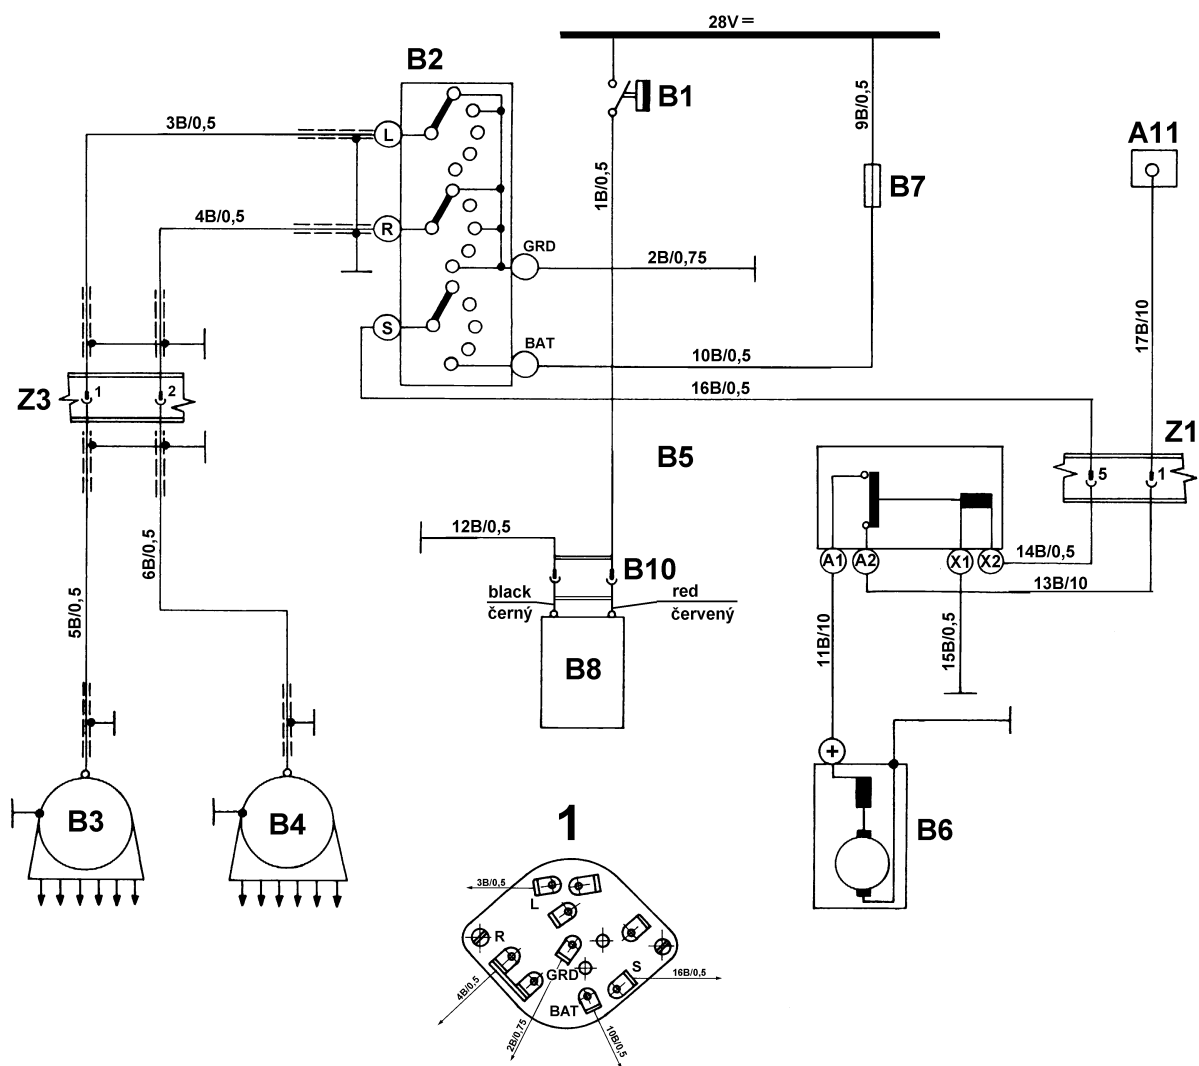 28V=
B2
B1
3B/0,5
9B/0,5
A11
L
1B/0,5
B7
4B/0,5
R
GRD
2B/0,75
17B/10
S
BAT
10B/0,5
16B/0,5
Z3
1
2
Z1
B5
5
1
12B/0,5
6B/0,5
B10
A1
A2
X1
X2
14B/0,5
13B/10
black
černý
red
červený
5B/0,5
11B/10
15B/0,5
B8
+
B3
B4
B6
1
3B/0,5
L
R
GRD
S
16B/0,5
4B/0,5
BAT
2B/0,75
10B/0,5